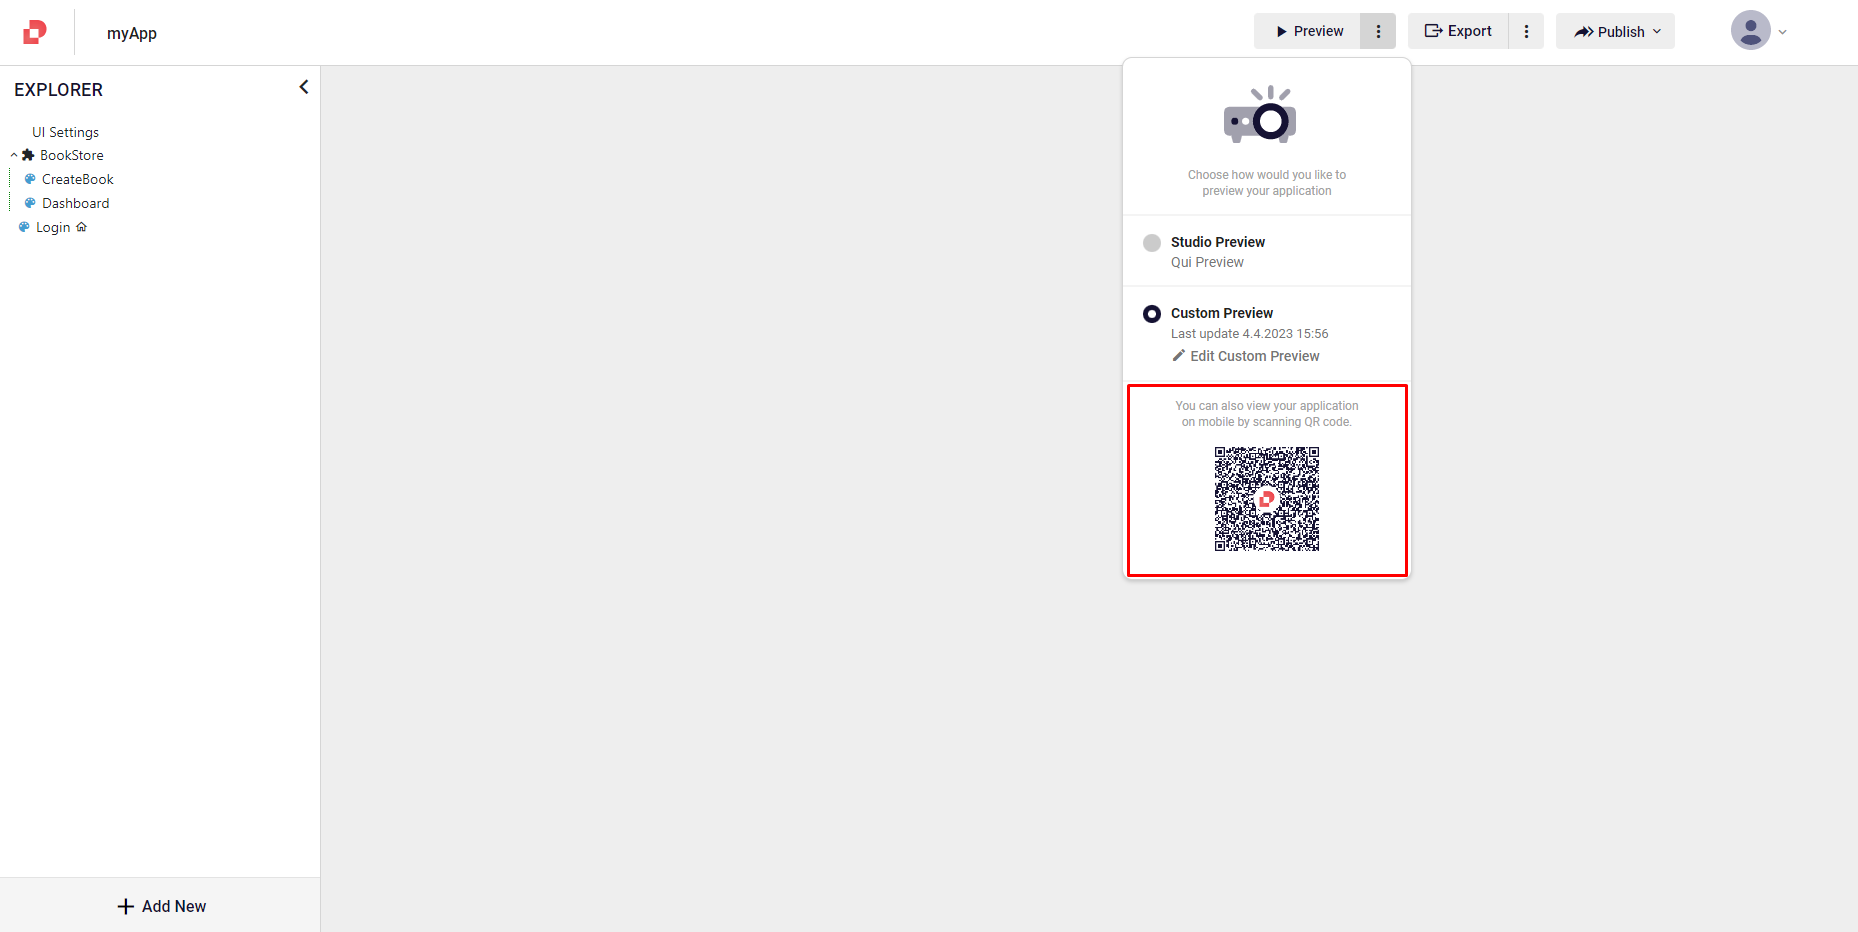 myApp
Preview
Export
Publish
EXPLORER
UI Settings
BookStore
CreateBook
Dashboard
Login
Choose how would you like to
preview your application
Studio Preview
Qui Preview
Custom Preview
Last update 4.4.2023 15:56
Edit Custom Preview
You can also view your application
on mobile by scanning QR code.
Add New